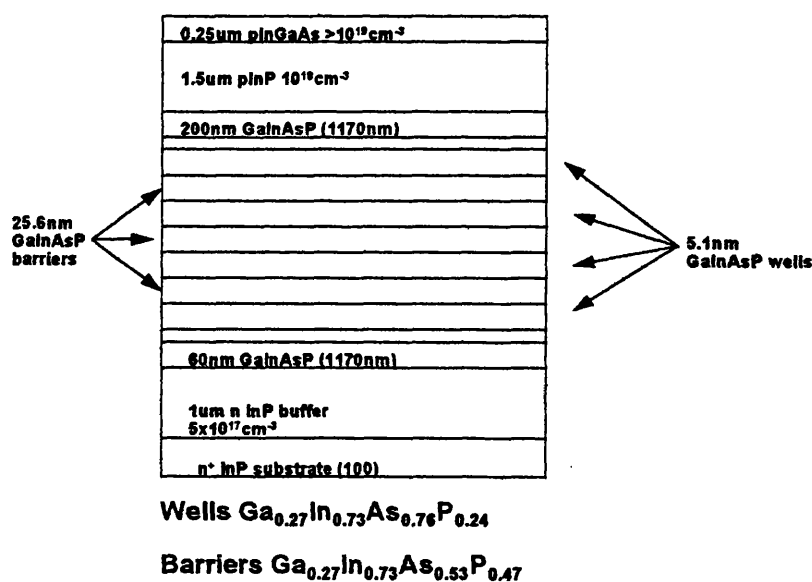 0.25um pInGaAs >10¹⁹cm⁻³
1.5um pInP 10¹⁸cm⁻³
200nm GaInAsP (1170nm)
25.6nm
GaInAsP
barriers
5.1nm
GaInAsP wells
60nm GaInAsP (1170nm)
1um n InP buffer
5x10¹⁷cm⁻³
n⁺ InP substrate (100)
Wells Ga₀.₂₇In₀.₇₃As₀.₇₆P₀.₂₄
Barriers Ga₀.₂₇In₀.₇₃As₀.₅₃P₀.₄₇